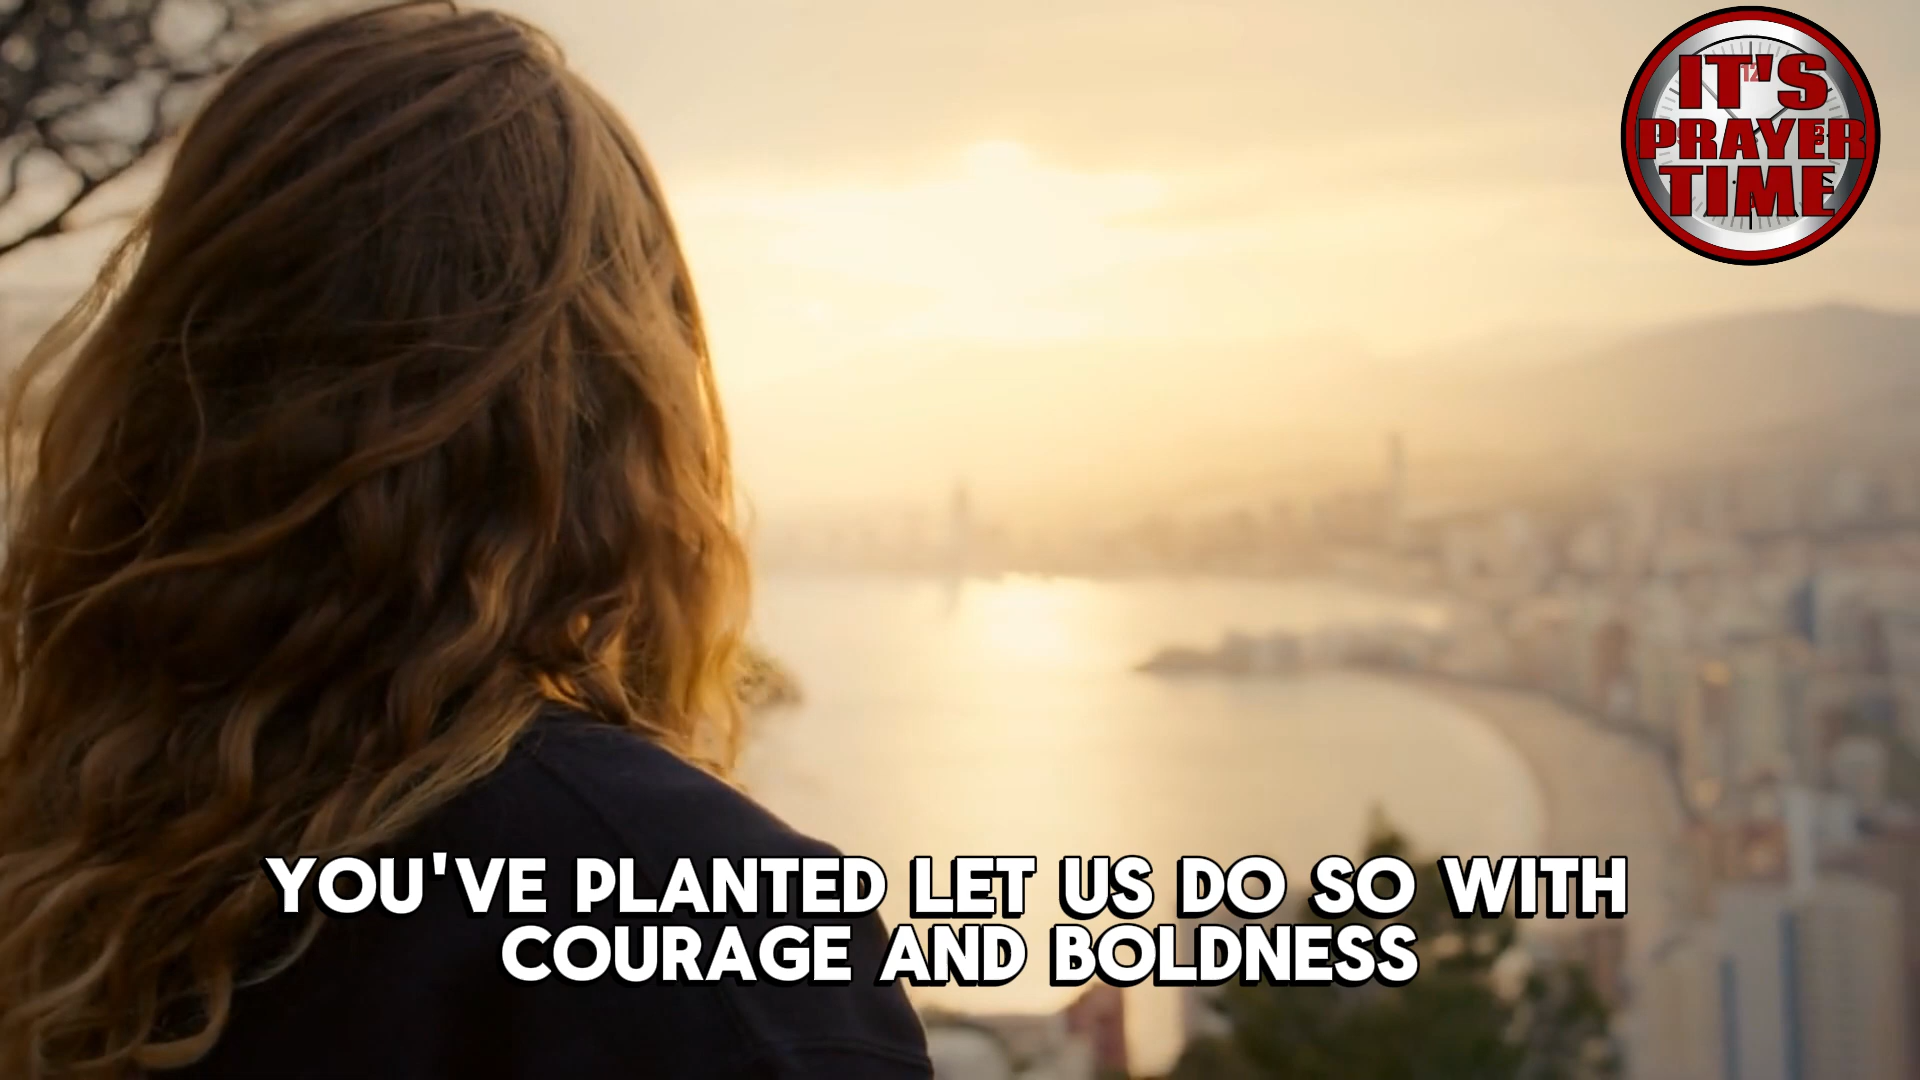 IT'S
PRAYER
TIME
YOU'VE PLANTED LET US DO SO WITH
COURAGE AND BOLDNESS